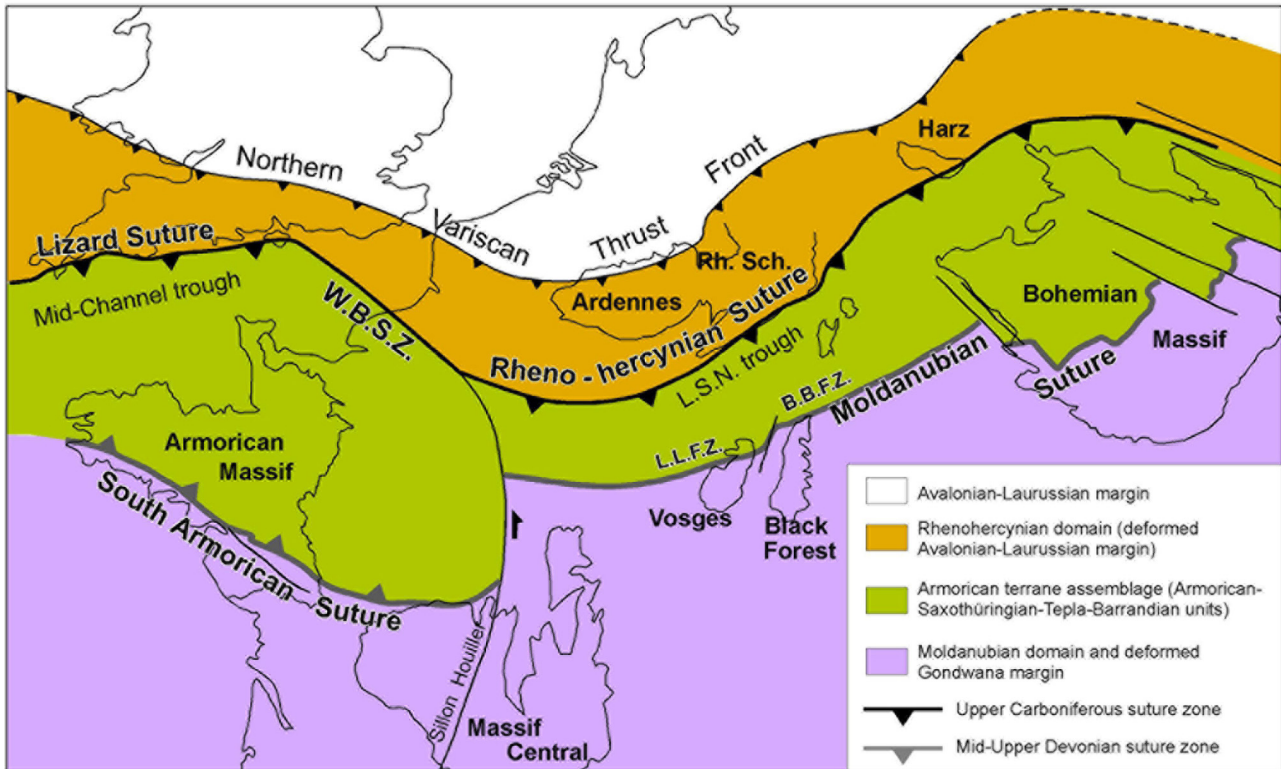 Northern
Variscan
Thrust
Front
Harz
Lizard Suture
Mid-Channel trough
W.B.S.Z.
Ardennes
Rh. Sch.
Rheno - hercynian Suture
L.S.N. trough
Bohemian
Massif
Moldanubian
Suture
B.B.F.Z.
L.L.F.Z.
Armorican
Massif
South Armorican Suture
Vosges
Black
Forest
Sillon Houiller
Massif
Central
Avalonian-Laurussian margin
Rhenohercynian domain (deformed
Avalonian-Laurussian margin)
Armorican terrane assemblage (Armorican-
Saxothüringian-Tepla-Barrandian units)
Moldanubian domain and deformed
Gondwana margin
Upper Carboniferous suture zone
Mid-Upper Devonian suture zone